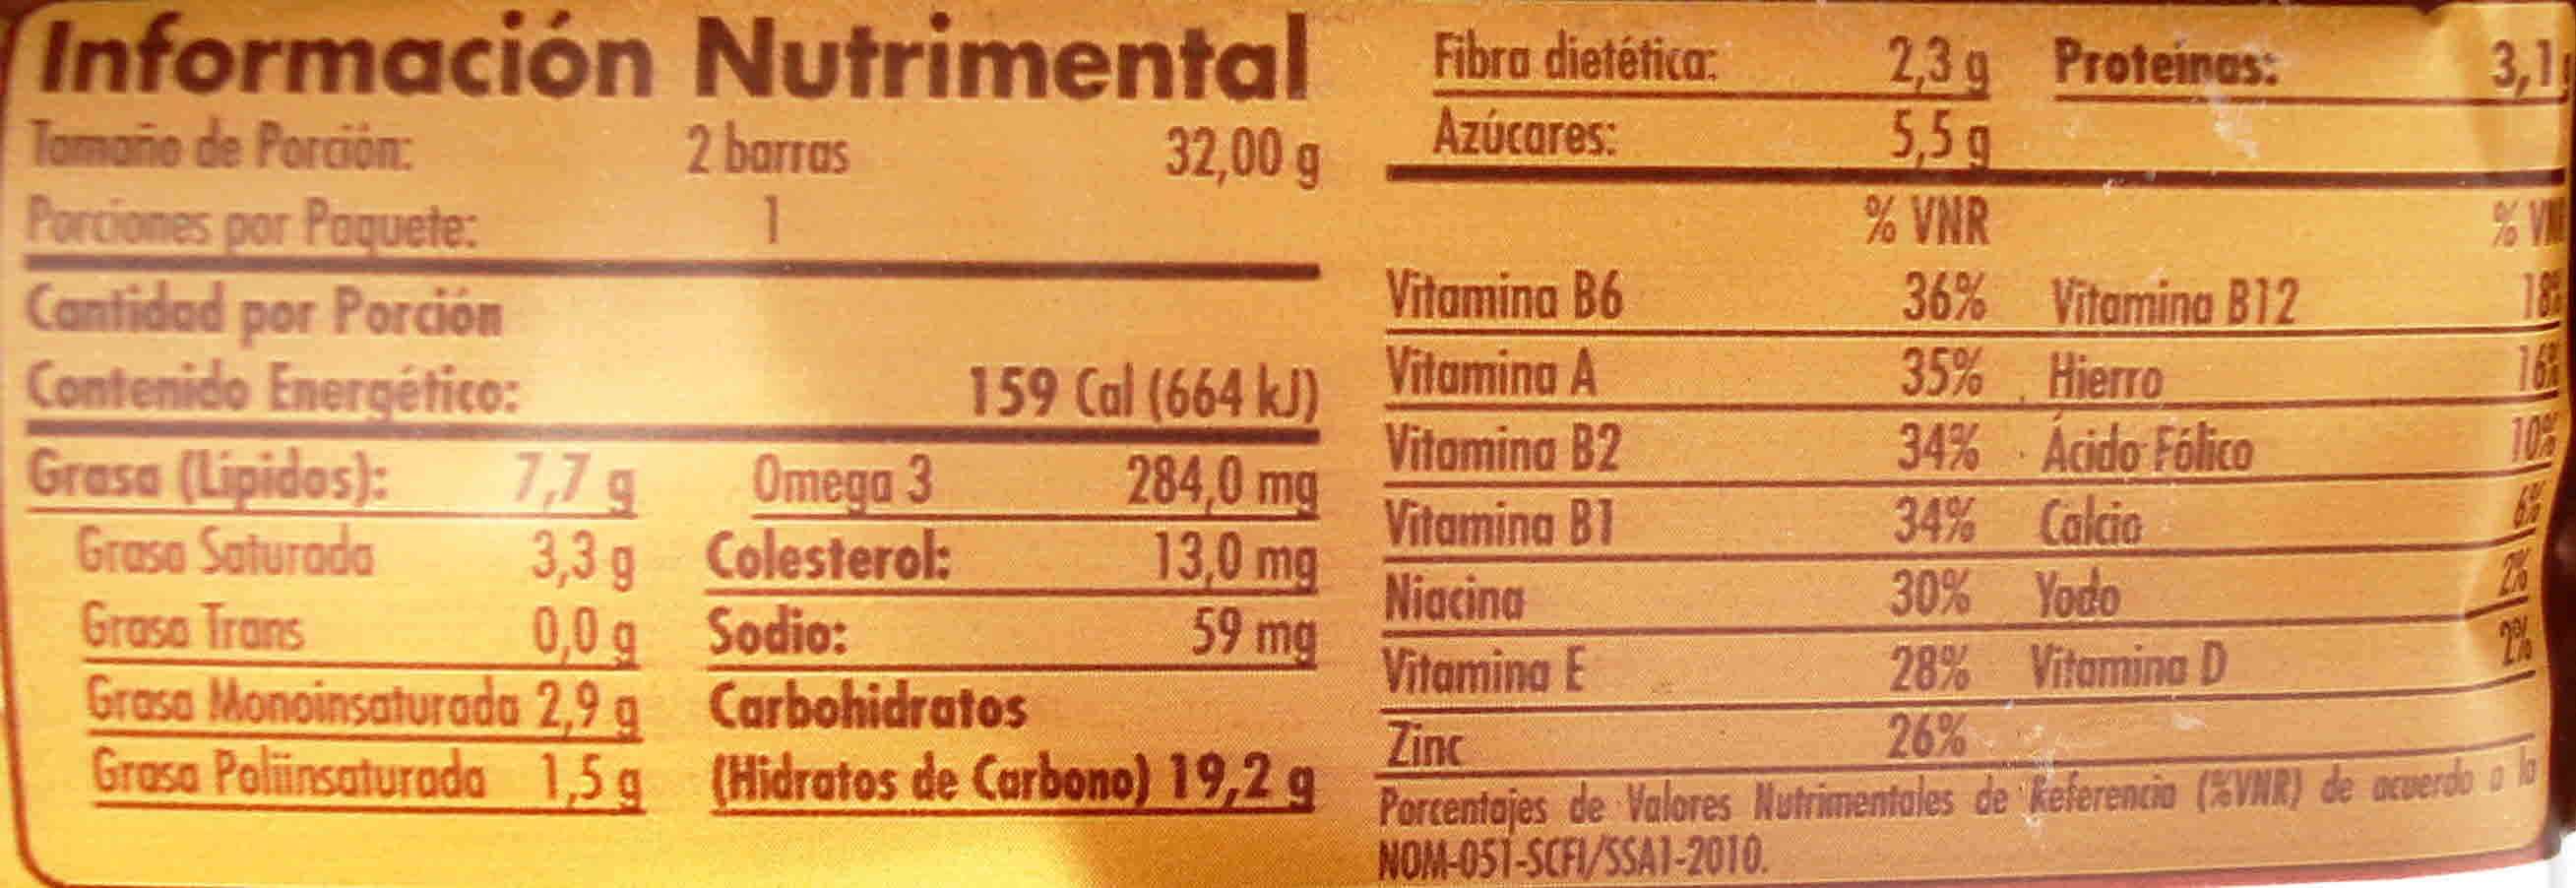 Información Nutrimental
Tamaño de Porción: 2 barras 32,00 g
Porciones por Paquete: 1
Cantidad por Porción
Contenido Energético: 159 Cal (664 kJ)
Grasa (Lípidos): 7,7 g
Grasa Saturada 3,3 g
Grasa Trans 0,0 g
Grasa Monoinsaturada 2,9 g
Grasa Poliinsaturada 1,5 g
Omega 3 284,0 mg
Colesterol: 13,0 mg
Sodio: 59 mg
Carbohidratos
(Hidratos de Carbono) 19,2 g
Fibra dietética: 2,3 g Proteínas: 3,1
Azúcares: 5,5 g
% VNR %
Vitamina B6 36% Vitamina B12 18%
Vitamina A 35% Hierro 16%
Vitamina B2 34% Ácido Fólico 10%
Vitamina B1 34% Calcio 6%
Niacina 30% Yodo 2%
Vitamina E 28% Vitamina D 2%
Zinc 26%
Porcentajes de Valores Nutrimentales de Referencia (%VNR) de acuerdo a la
NOM-051-SCFI/SSA1-2010.